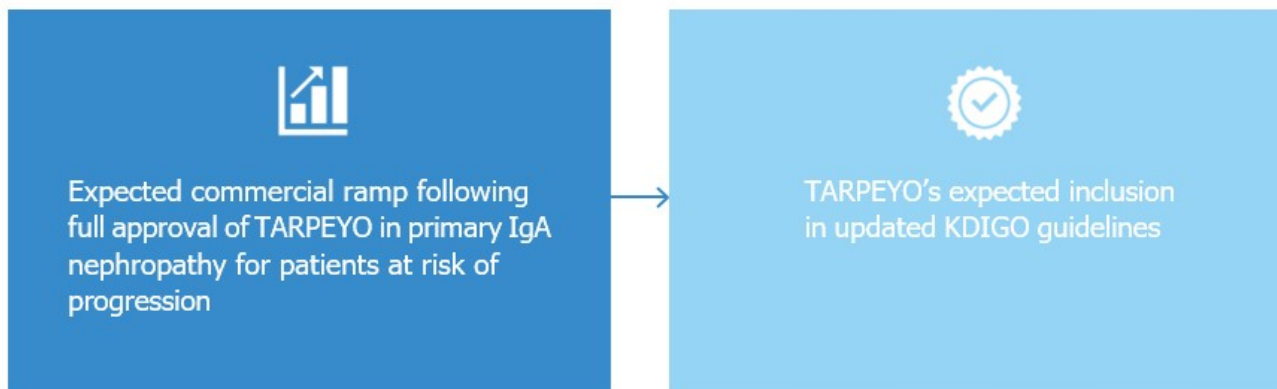 Expected commercial ramp following
full approval of TARPEYO in primary IgA
nephropathy for patients at risk of
progression
TARPEYO’s expected inclusion
in updated KDIGO guidelines